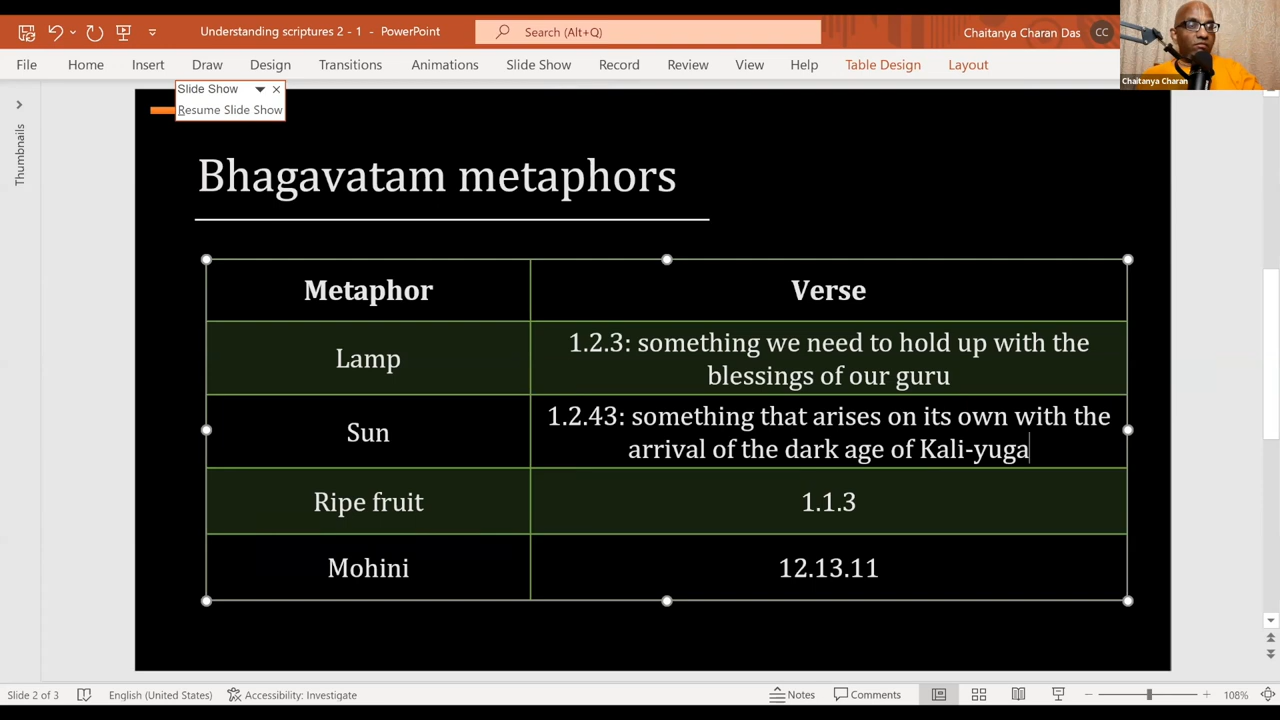 Understanding scriptures 2 - 1 - PowerPoint
Search (Alt+Q)
Chaitanya Charan Das
CC
File
Home
Insert
Draw
Design
Transitions
Animations
Slide Show
Record
Review
View
Help
Table Design
Layout
Chaitanya Charan
Slide Show
Resume Slide Show
Thumbnails
Bhagavatam metaphors
Metaphor
Verse
Lamp
1.2.3: something we need to hold up with the
blessings of our guru
Sun
1.2.43: something that arises on its own with the
arrival of the dark age of Kali-yuga
Ripe fruit
1.1.3
Mohini
12.13.11
Slide 2 of 3
English (United States)
Accessibility: Investigate
Notes
Comments
108%